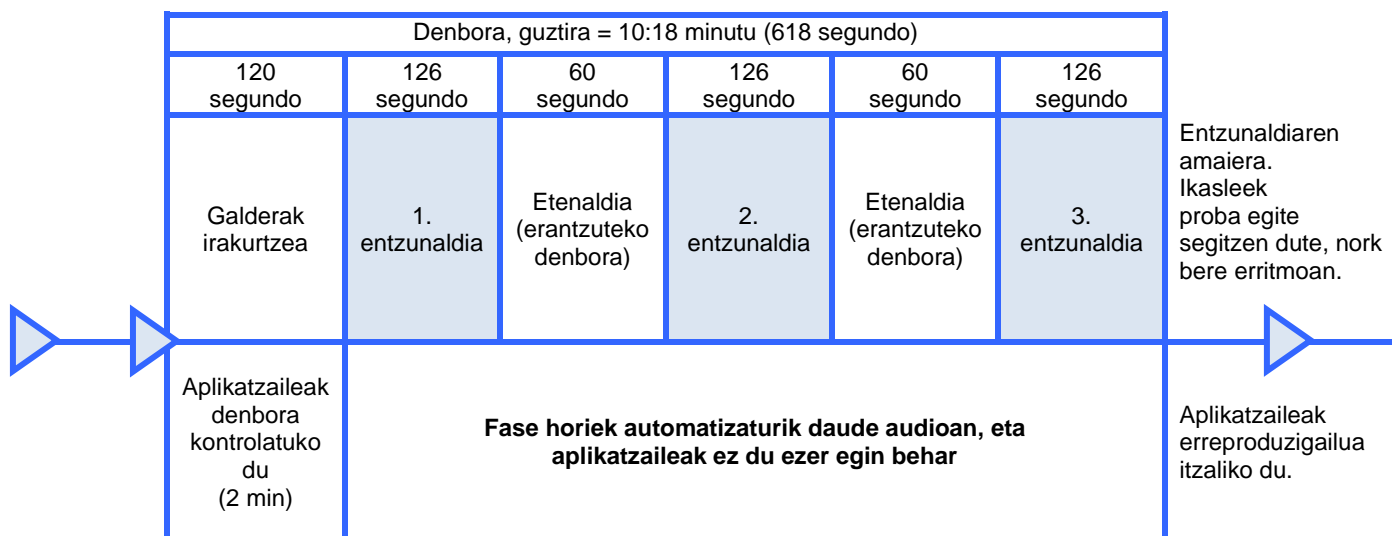 Denbora, guztira = 10:18 minutu (618 segundo)
120
segundo
126
segundo
60
segundo
126
segundo
60
segundo
126
segundo
Galderak
irakurtzea
1.
entzunaldia
Etenaldia
(erantzuteko
denbora)
2.
entzunaldia
Etenaldia
(erantzuteko
denbora)
3.
entzunaldia
Entzunaldiaren
amaiera.
Ikasleek
proba egite
segitzen dute, nork
bere erritmoan.
Aplikatzaileak
denbora
kontrolatuko
du
(2 min)
Fase horiek automatizaturik daude audioan, eta
aplikatzaileak ez du ezer egin behar
Aplikatzaileak
erreproduzigailua
itzaliko du.